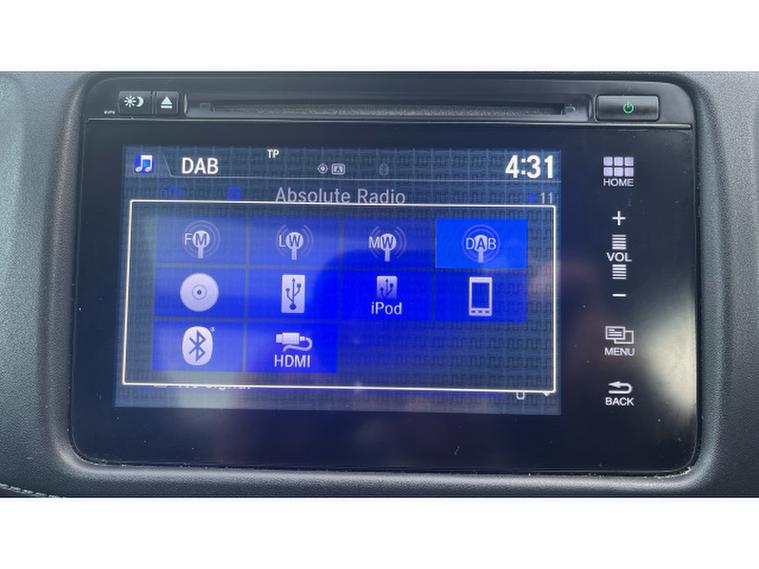 TP
DAB
4:31
HOME
Absolute Radio
11
FM LW MW DAB
VOL
iPod
HDMI
MENU
BACK